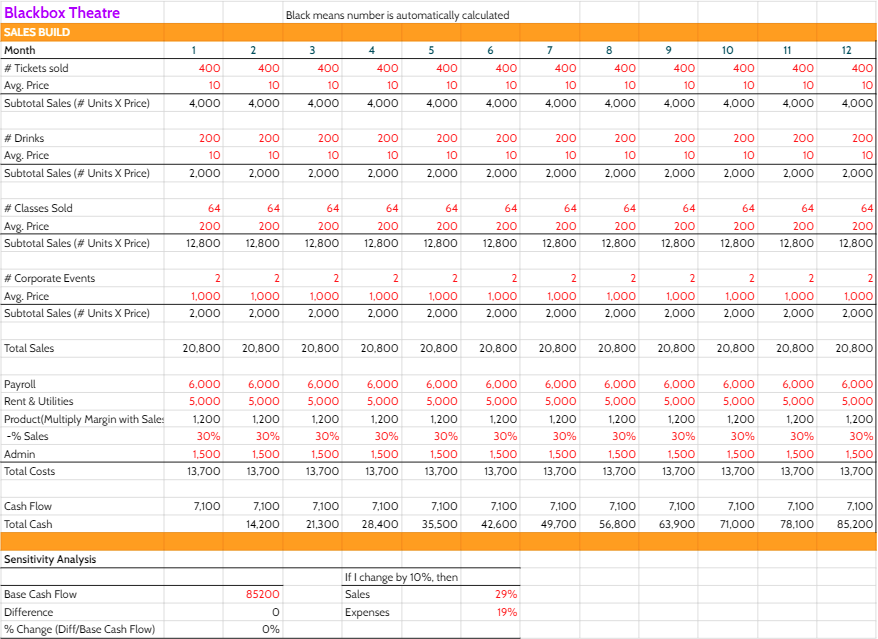 Blackbox Theatre Black means number is automatically calculated
SALES BUILD
Month 1 2 3 4 5 6 7 8 9 10 11 12
# Tickets sold 400 400 400 400 400 400 400 400 400 400 400 400
Avg. Price 10 10 10 10 10 10 10 10 10 10 10 10
Subtotal Sales (# Units X Price) 4,000 4,000 4,000 4,000 4,000 4,000 4,000 4,000 4,000 4,000 4,000 4,000
# Drinks 200 200 200 200 200 200 200 200 200 200 200 200
Avg. Price 10 10 10 10 10 10 10 10 10 10 10 10
Subtotal Sales (# Units X Price) 2,000 2,000 2,000 2,000 2,000 2,000 2,000 2,000 2,000 2,000 2,000 2,000
# Classes Sold 64 64 64 64 64 64 64 64 64 64 64 64
Avg. Price 200 200 200 200 200 200 200 200 200 200 200 200
Subtotal Sales (# Units X Price) 12,800 12,800 12,800 12,800 12,800 12,800 12,800 12,800 12,800 12,800 12,800 12,800
# Corporate Events 2 2 2 2 2 2 2 2 2 2 2 2
Avg. Price 1,000 1,000 1,000 1,000 1,000 1,000 1,000 1,000 1,000 1,000 1,000 1,000
Subtotal Sales (# Units X Price) 2,000 2,000 2,000 2,000 2,000 2,000 2,000 2,000 2,000 2,000 2,000 2,000
Total Sales 20,800 20,800 20,800 20,800 20,800 20,800 20,800 20,800 20,800 20,800 20,800 20,800
Payroll 6,000 6,000 6,000 6,000 6,000 6,000 6,000 6,000 6,000 6,000 6,000 6,000
Rent & Utilities 5,000 5,000 5,000 5,000 5,000 5,000 5,000 5,000 5,000 5,000 5,000 5,000
Product(Multiply Margin with Sales 1,200 1,200 1,200 1,200 1,200 1,200 1,200 1,200 1,200 1,200 1,200 1,200
-% Sales 30% 30% 30% 30% 30% 30% 30% 30% 30% 30% 30% 30%
Admin 1,500 1,500 1,500 1,500 1,500 1,500 1,500 1,500 1,500 1,500 1,500 1,500
Total Costs 13,700 13,700 13,700 13,700 13,700 13,700 13,700 13,700 13,700 13,700 13,700 13,700
Cash Flow 7,100 7,100 7,100 7,100 7,100 7,100 7,100 7,100 7,100 7,100 7,100 7,100
Total Cash 14,200 21,300 28,400 35,500 42,600 49,700 56,800 63,900 71,000 78,100 85,200
Sensitivity Analysis
If I change by 10%, then
Base Cash Flow 85200 Sales 29%
Difference 0 Expenses 19%
% Change (Diff/Base Cash Flow) 0%